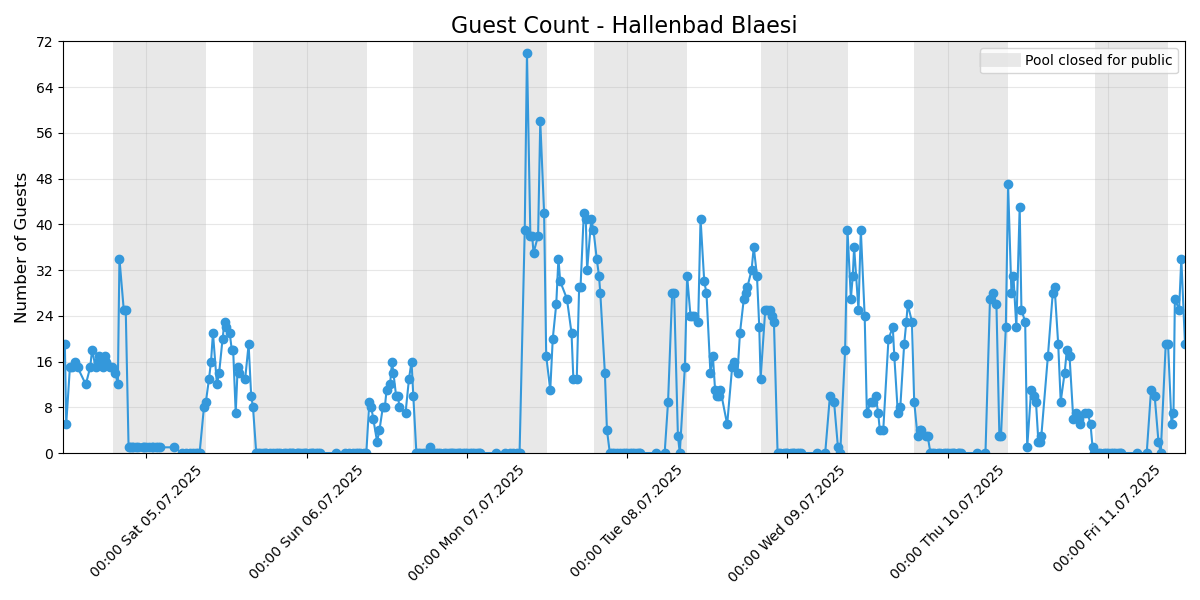 Guest Count - Hallenbad Blaesi
Pool closed for public
Number of Guests
72
64
56
48
40
32
24
16
8
0
00:00 Sat 05.07.2025
00:00 Sun 06.07.2025
00:00 Mon 07.07.2025
00:00 Tue 08.07.2025
00:00 Wed 09.07.2025
00:00 Thu 10.07.2025
00:00 Fri 11.07.2025